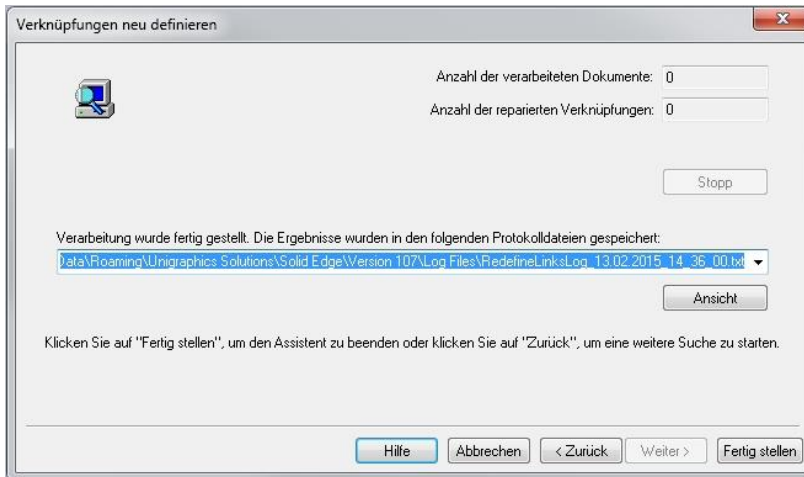 Verknüpfungen neu definieren
Anzahl der verarbeiteten Dokumente: 0
Anzahl der reparierten Verknüpfungen: 0
Stopp
Verarbeitung wurde fertig gestellt. Die Ergebnisse wurden in den folgenden Protokolldateien gespeichert:
Data\Roaming\Unigraphics Solutions\Solid Edge\Version 107\Log Files\RedefineLinksLog_13.02.2015_14_36_00.txt
Ansicht
Klicken Sie auf "Fertig stellen", um den Assistent zu beenden oder klicken Sie auf "Zurück", um eine weitere Suche zu starten.
Hilfe Abbrechen < Zurück Weiter > Fertig stellen